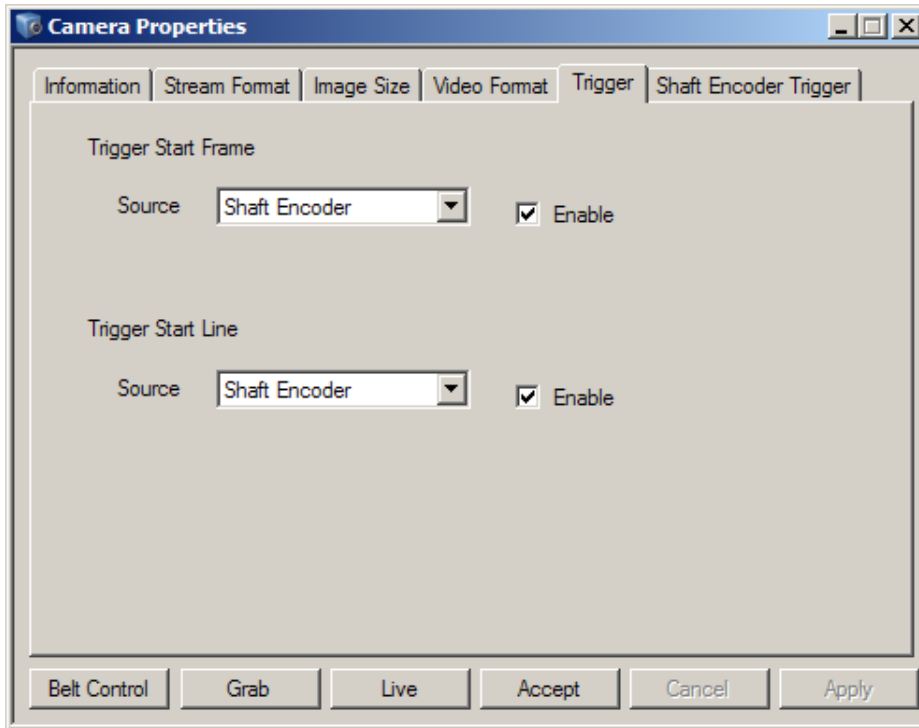 Camera Properties
Information Stream Format Image Size Video Format Trigger Shaft Encoder Trigger
Trigger Start Frame
Source Shaft Encoder Enable
Trigger Start Line
Source Shaft Encoder Enable
Belt Control Grab Live Accept Cancel Apply